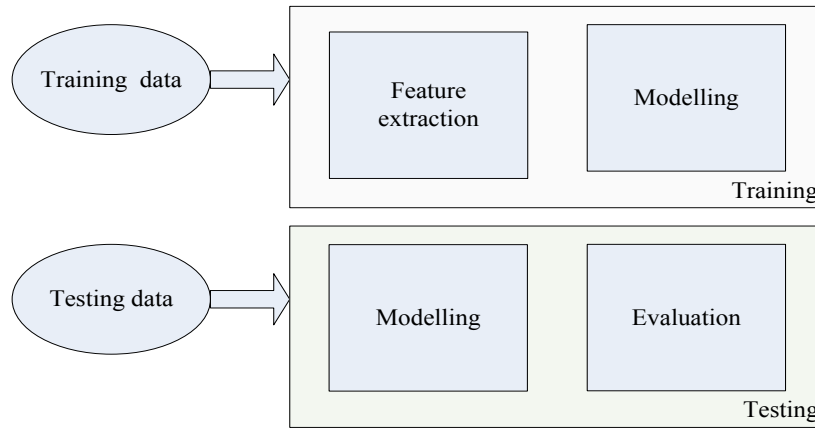 Training data
Feature
extraction
Modelling
Training
Testing data
Modelling
Evaluation
Testing